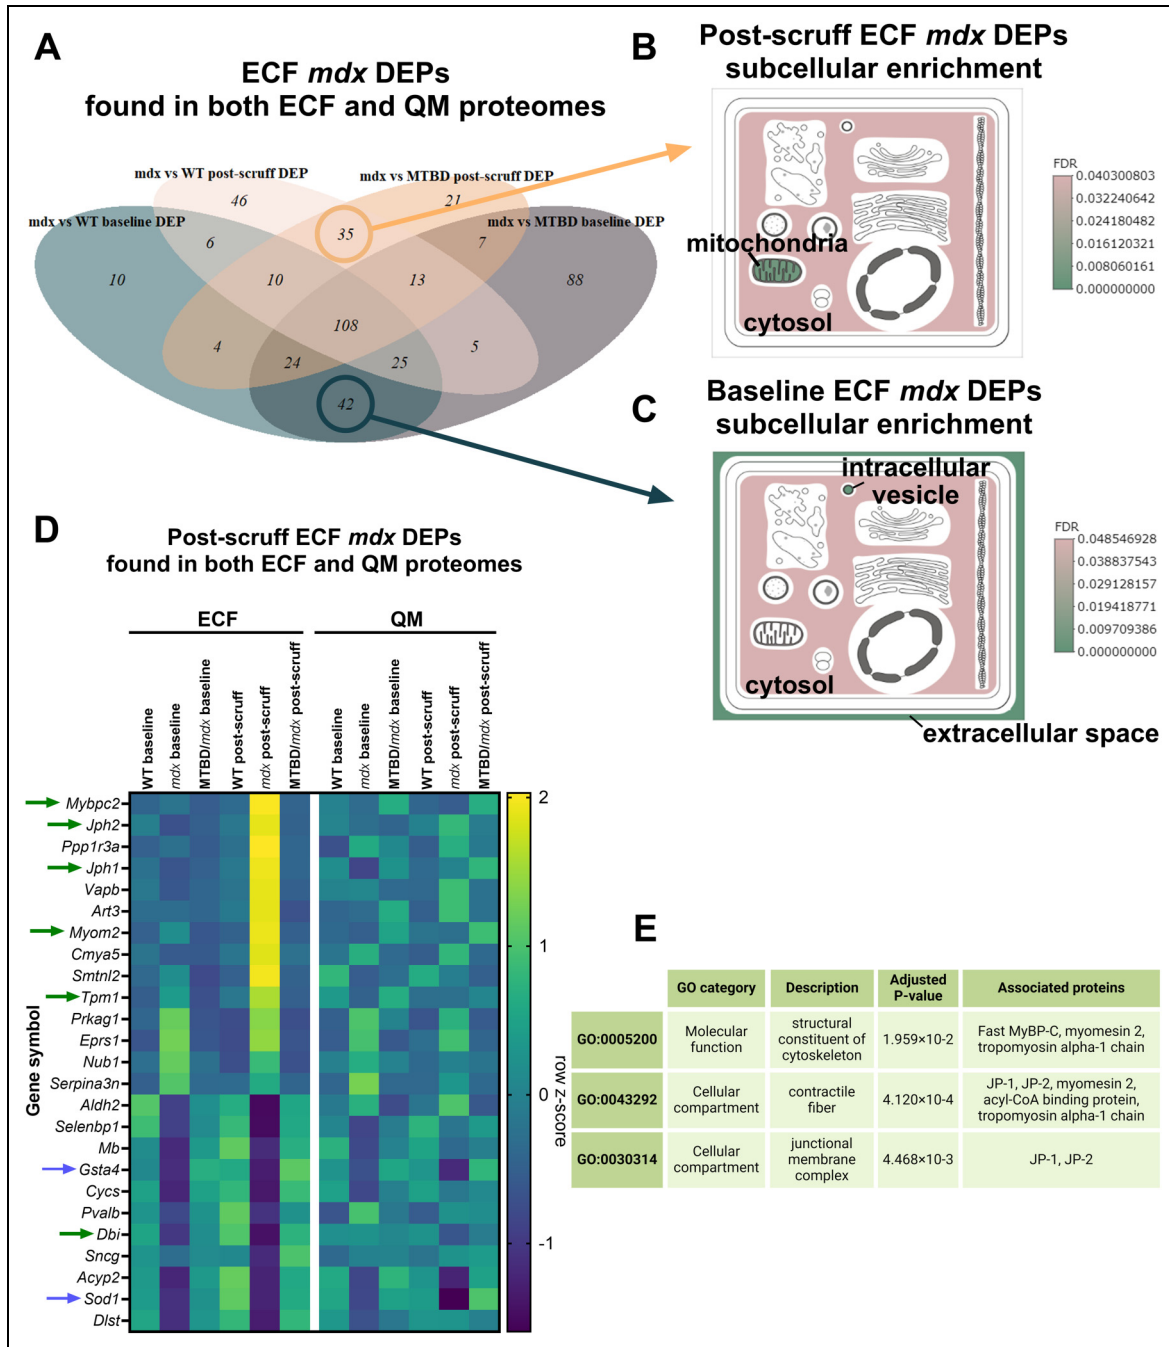 A
ECF mdx DEPs
found in both ECF and QM proteomes
mdx vs WT post-scruff DEP
mdx vs MTBD post-scruff DEP
mdx vs WT baseline DEP
mdx vs MTBD baseline DEP
46
21
6
35
7
10
10
13
88
108
4
24
25
5
42
B
Post-scruff ECF mdx DEPs
subcellular enrichment
mitochondria
cytosol
FDR
0.040300803
0.032240642
0.024180482
0.016120321
0.008060161
0.000000000
C
Baseline ECF mdx DEPs
subcellular enrichment
intracellular
vesicle
cytosol
extracellular space
FDR
0.048546928
0.038837543
0.029128157
0.019418771
0.009709386
0.000000000
D
Post-scruff ECF mdx DEPs
found in both ECF and QM proteomes
ECF
QM
WT baseline
mdx baseline
MTBD/mdx baseline
WT post-scruff
mdx post-scruff
MTBD/mdx post-scruff
WT baseline
mdx baseline
MTBD/mdx baseline
WT post-scruff
mdx post-scruff
MTBD/mdx post-scruff
Gene symbol
Mybpc2
Jph2
Ppp1r3a
Jph1
Vapb
Art3
Myom2
Cmya5
Smtnl2
Tpm1
Prkag1
Eprs1
Nub1
Serpina3n
Aldh2
Selenbp1
Mb
Gsta4
Cycs
Pvalb
Dbi
Sncg
Acyp2
Sod1
Dlst
2
1
0
-1
row z-score
E
GO category
Description
Adjusted
P-value
Associated proteins
GO:0005200
Molecular
function
structural
constituent of
cytoskeleton
1.959×10-2
Fast MyBP-C, myomesin 2,
tropomyosin alpha-1 chain
GO:0043292
Cellular
compartment
contractile
fiber
4.120×10-4
JP-1, JP-2, myomesin 2,
acyl-CoA binding protein,
tropomyosin alpha-1 chain
GO:0030314
Cellular
compartment
junctional
membrane
complex
4.468×10-3
JP-1, JP-2